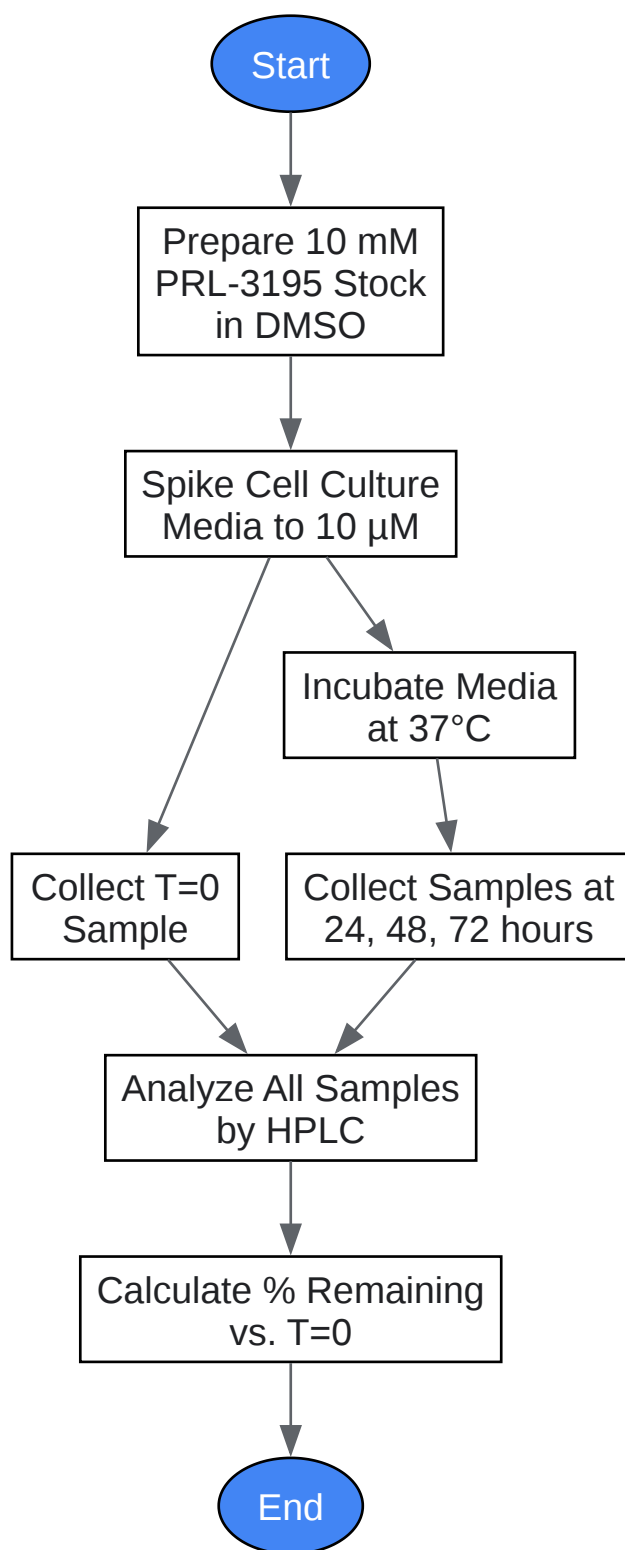 Start
Prepare 10 mM
PRL-3195 Stock
in DMSO
Spike Cell Culture
Media to 10 µM
Incubate Media
at 37°C
Collect T=0
Sample
Collect Samples at
24, 48, 72 hours
Analyze All Samples
by HPLC
Calculate % Remaining
vs. T=0
End